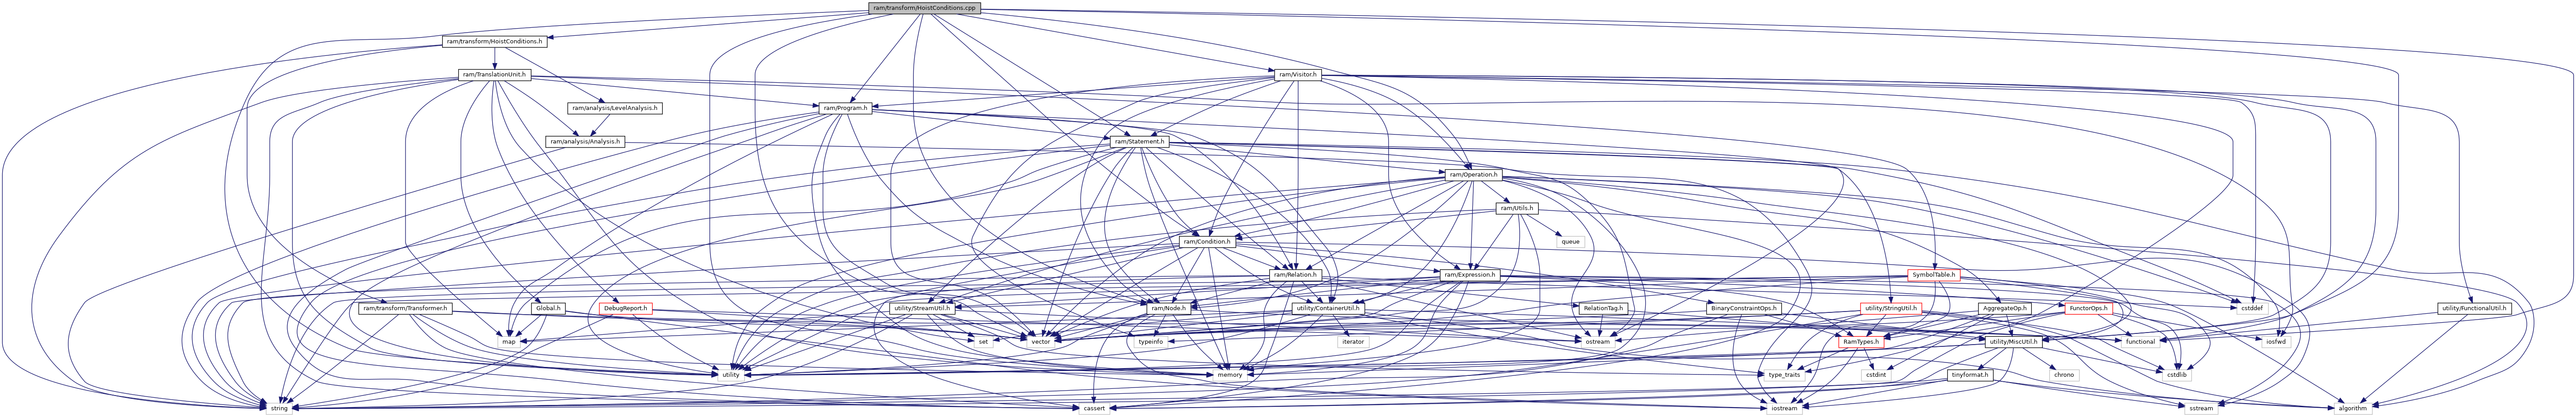 ram/transform/HoistConditions.cpp
ram/transform/HoistConditions.h
ram/TranslationUnit.h
ram/Visitor.h
ram/analysis/LevelAnalysis.h
ram/Program.h
ram/analysis/Analysis.h
ram/Statement.h
ram/Operation.h
ram/Utils.h
ram/Condition.h
queue
ram/Relation.h
ram/Expression.h
SymbolTable.h
ram/transform/Transformer.h
Global.h
DebugReport.h
utility/StreamUtil.h
ram/Node.h
utility/ContainerUtil.h
RelationTag.h
BinaryConstraintOps.h
utility/StringUtil.h
AggregateOp.h
FunctorOps.h
cstddef
utility/FunctionalUtil.h
map
set
vector
typeinfo
iterator
ostream
RamTypes.h
utility/MiscUtil.h
functional
iosfwd
utility
memory
type_traits
cstdint
tinyformat.h
chrono
cstdlib
string
cassert
iostream
sstream
algorithm